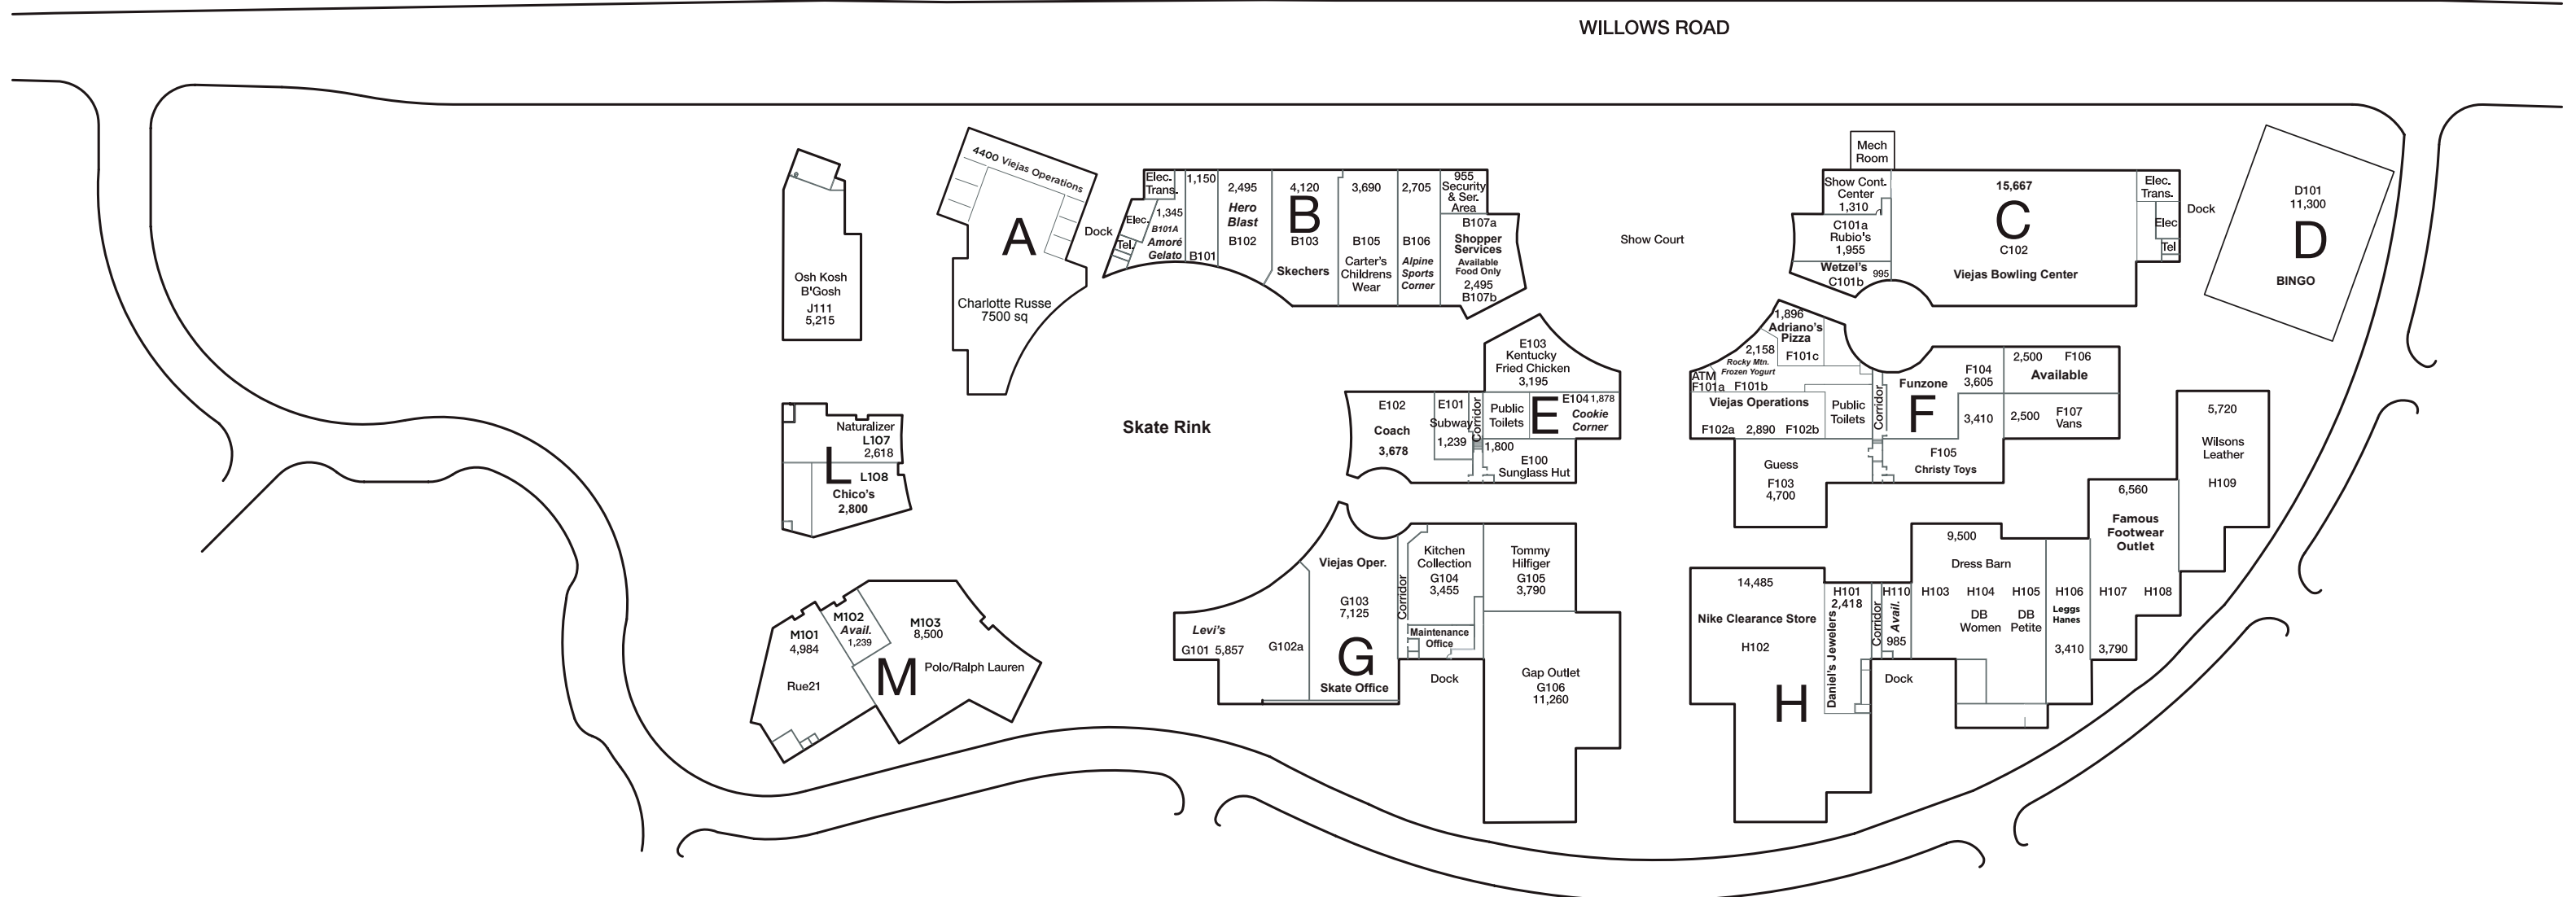 WILLOWS ROAD
Osh Kosh
B'Gosh
J111
5,215
4400 Viejas Operations
A
Charlotte Russe
7500 sq
Dock
Elec.
Trans.
Elec.
Tel.
1,345
B101A
Amoré
Gelato
1,150
B101
2,495
Hero
Blast
B102
4,120
B
B103
Skechers
3,690
B105
Carter's
Childrens
Wear
2,705
B106
Alpine
Sports
Corner
955
Security
& Ser.
Area
B107a
Shopper
Services
Available
Food Only
2,495
B107b
Show Court
Mech
Room
Show Cont.
Center
1,310
C101a
Rubio's
1,955
Wetzel's
995
C101b
15,667
C
C102
Viejas Bowling Center
Elec.
Trans.
Elec
Tel
Dock
D101
11,300
D
BINGO
Naturalizer
L107
2,618
L
L108
Chico's
2,800
Skate Rink
E103
Kentucky
Fried Chicken
3,195
E102
Coach
3,678
E101
Subway
1,239
Corridor
Public
Toilets
E
E104 1,878
Cookie
Corner
1,800
E100
Sunglass Hut
1,896
Adriano's
Pizza
F101c
2,158
Rocky Mtn.
Frozen Yogurt
ATM
F101a F101b
Viejas Operations
F102a 2,890 F102b
Public
Toilets
Corridor
Funzone
F104
3,605
F
3,410
2,500 F106
Available
2,500
F107
Vans
F105
Christy Toys
Guess
F103
4,700
5,720
Wilsons
Leather
H109
M101
4,984
Rue21
M102
Avail.
1,239
M103
8,500
M
Polo/Ralph Lauren
Levi's
G101 5,857
G102a
Viejas Oper.
G103
7,125
G
Skate Office
Corridor
Kitchen
Collection
G104
3,455
Maintenance
Office
Dock
Tommy
Hilfiger
G105
3,790
Gap Outlet
G106
11,260
14,485
Nike Clearance Store
H102
H
H101
2,418
Daniel's Jewelers
Corridor
H110
Avail.
985
Dock
9,500
Dress Barn
H103 H104 H105
DB
Women
DB
Petite
H106
Leggs
Hanes
3,410
6,560
Famous
Footwear
Outlet
H107 H108
3,790